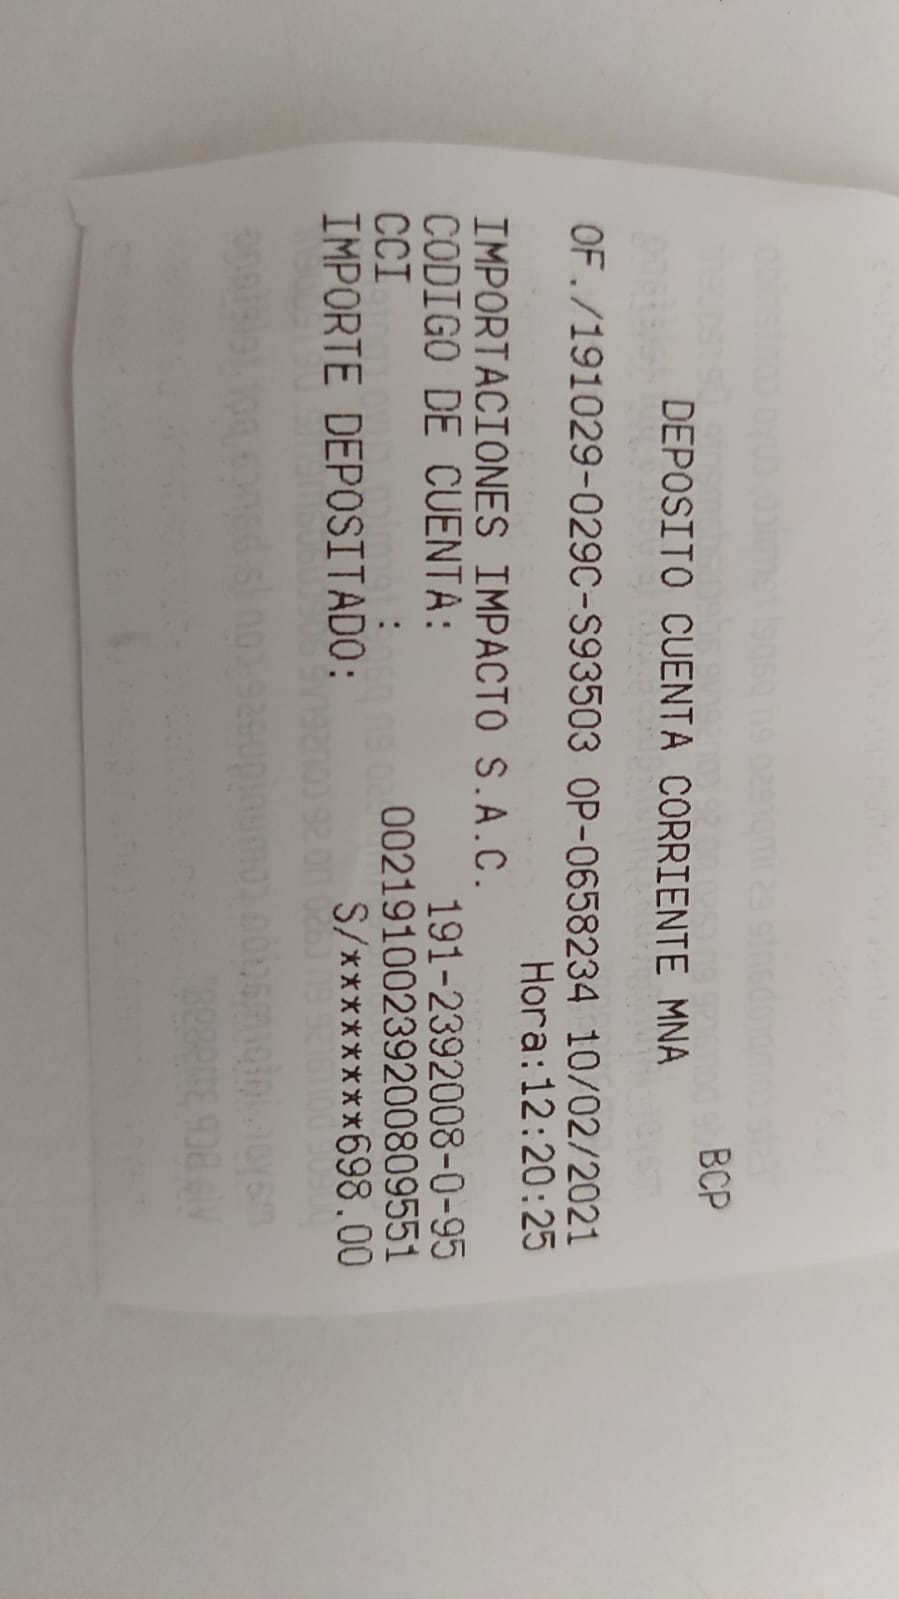 BCP
DEPOSITO CUENTA CORRIENTE MNA
OF./191029-029C-S93503 OP-0658234 10/02/2021
Hora:12:20:25
IMPORTACIONES IMPACTO S.A.C.
CODIGO DE CUENTA: 191-2392008-0-95
CCI : 00219100239200809551
IMPORTE DEPOSITADO: S/********698.00